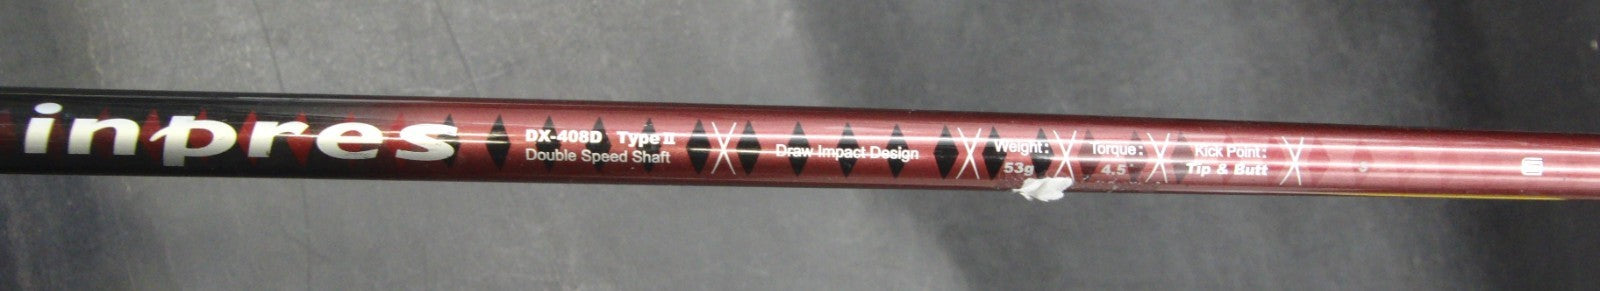 inpres
DX-408D Type II
Double Speed Shaft
Draw Impact Design
Weight:
53g
Torque:
4.5
Kick Point:
Tip & Butt